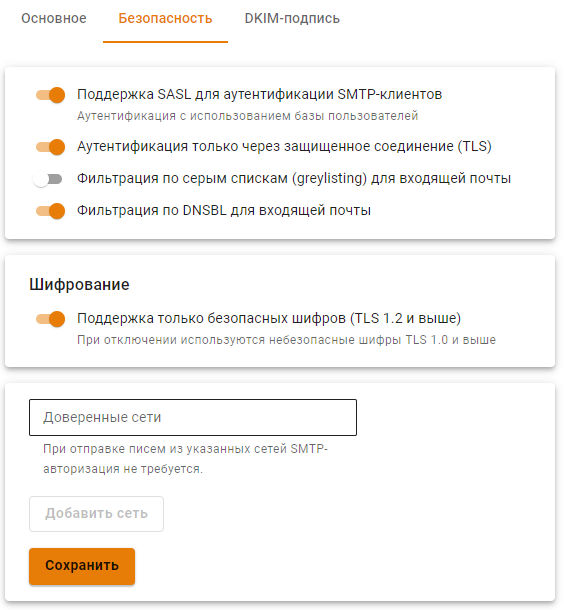 Основное Безопасность DKIM-подпись
Поддержка SASL для аутентификации SMTP-клиентов
Аутентификация с использованием базы пользователей
Аутентификация только через защищенное соединение (TLS)
Фильтрация по серым спискам (greylisting) для входящей почты
Фильтрация по DNSBL для входящей почты
Шифрование
Поддержка только безопасных шифров (TLS 1.2 и выше)
При отключении используются небезопасные шифры TLS 1.0 и выше
Доверенные сети
При отправке писем из указанных сетей SMTP-
авторизация не требуется.
Добавить сеть
Сохранить